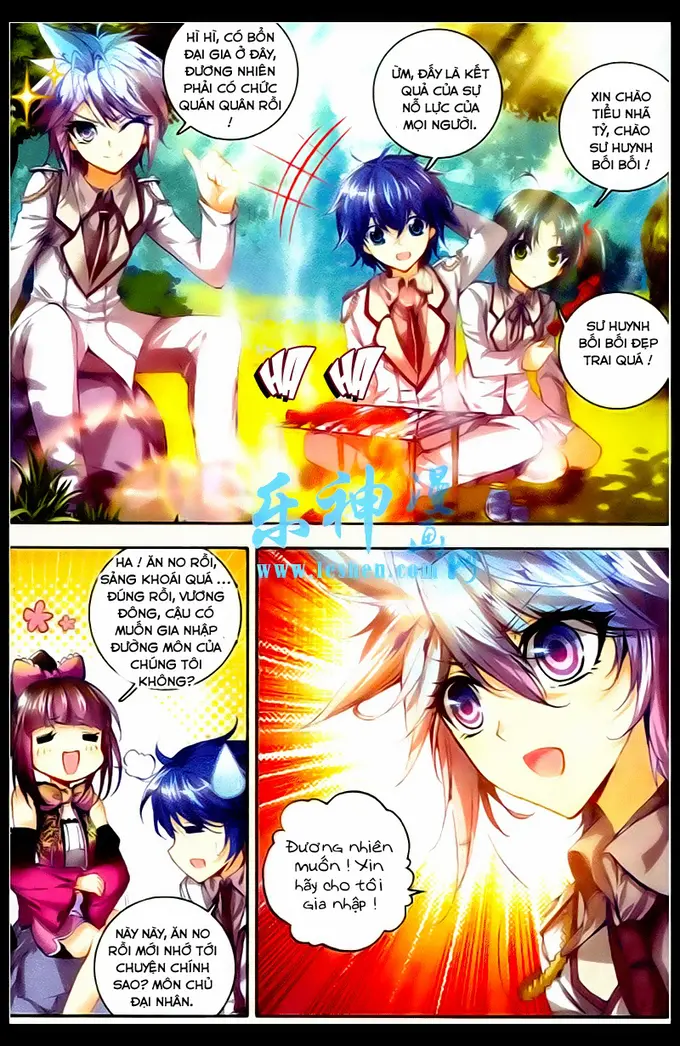 HÌ HÌ, CÓ BỔN
ĐẠI GIA Ở ĐÂY,
ĐƯƠNG NHIÊN
PHẢI CÓ CHỨC
QUÁN QUÂN RỒI
!
ỪM, ĐẤY LÀ KẾT
QUẢ CỦA SỰ
NỖ LỰC CỦA
MỌI NGƯỜI.
XIN CHÀO
TIỂU NHÃ
TỶ, CHÀO
SƯ HUYNH
BỐI BỐI !
SƯ HUYNH
BỐI BỐI ĐẸP
TRAI QUÁ !
HA HA
乐神漫画网
www.leshen.com
HA ! ĂN NO RỒI,
SẢNG KHOÁI QUÁ ...
ĐÚNG RỒI, VƯƠNG
ĐÔNG, CẬU CÓ
MUỐN GIA NHẬP
ĐƯỜNG MÔN CỦA
CHÚNG TÔI
KHÔNG?
Đương nhiên
muốn ! Xin
hãy cho tôi
gia nhập !
NÀY NÀY, ĂN NO
RỒI MỚI NHỚ TỚI
CHUYỆN CHÍNH
SAO? MÔN CHỦ
ĐẠI NHÂN.